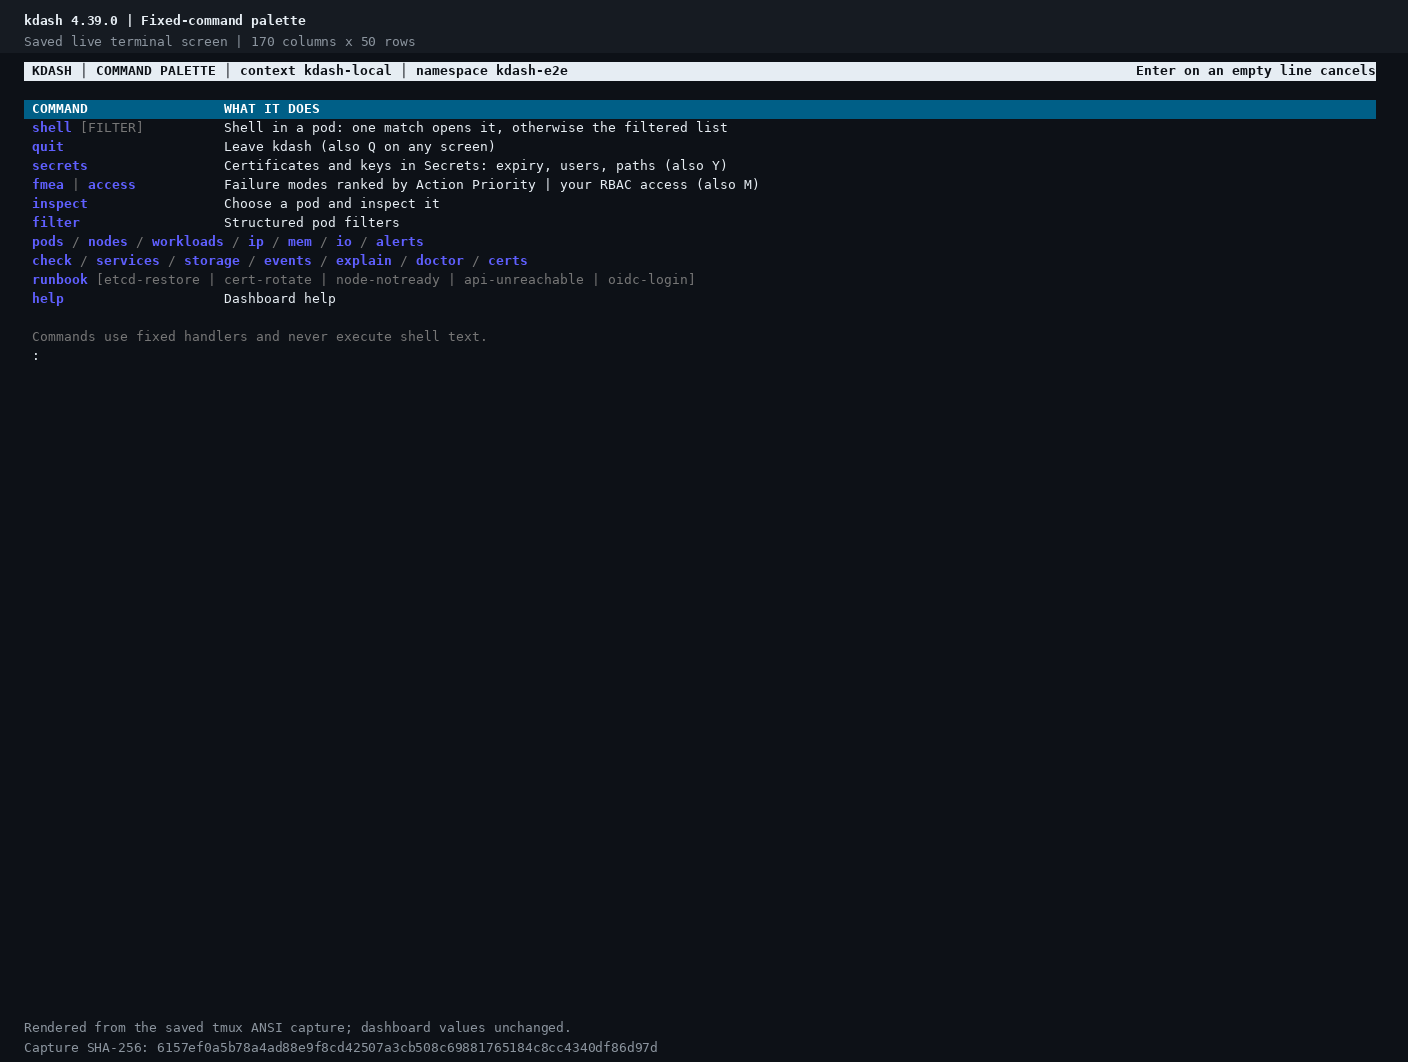 kdash 4.39.0 | Fixed-command palette
Saved live terminal screen | 170 columns x 50 rows
KDASH │ COMMAND PALETTE │ context kdash-local │ namespace kdash-e2e Enter on an empty line cancels
COMMAND WHAT IT DOES
shell [FILTER] Shell in a pod: one match opens it, otherwise the filtered list
quit Leave kdash (also Q on any screen)
secrets Certificates and keys in Secrets: expiry, users, paths (also Y)
fmea | access Failure modes ranked by Action Priority | your RBAC access (also M)
inspect Choose a pod and inspect it
filter Structured pod filters
pods / nodes / workloads / ip / mem / io / alerts
check / services / storage / events / explain / doctor / certs
runbook [etcd-restore | cert-rotate | node-notready | api-unreachable | oidc-login]
help Dashboard help
Commands use fixed handlers and never execute shell text.
:
Rendered from the saved tmux ANSI capture; dashboard values unchanged.
Capture SHA-256: 6157ef0a5b78a4ad88e9f8cd42507a3cb508c69881765184c8cc4340df86d97d